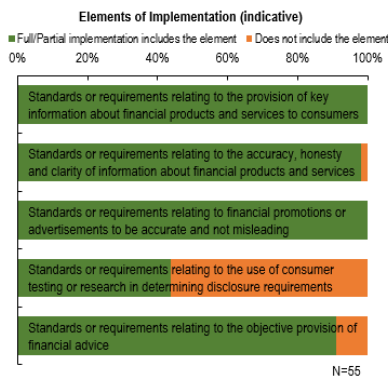 Elements of Implementation (indicative)
Full/Partial implementation includes the element Does not include the element
0% 20% 40% 60% 80% 100%
Standards or requirements relating to the provision of key
information about financial products and services to consumers
Standards or requirements relating to the accuracy, honesty
and clarity of information about financial products and services
Standards or requirements relating to financial promotions or
advertisements to be accurate and not misleading
Standards or requirements relating to the use of consumer
testing or research in determining disclosure requirements
Standards or requirements relating to the objective provision of
financial advice
N=55